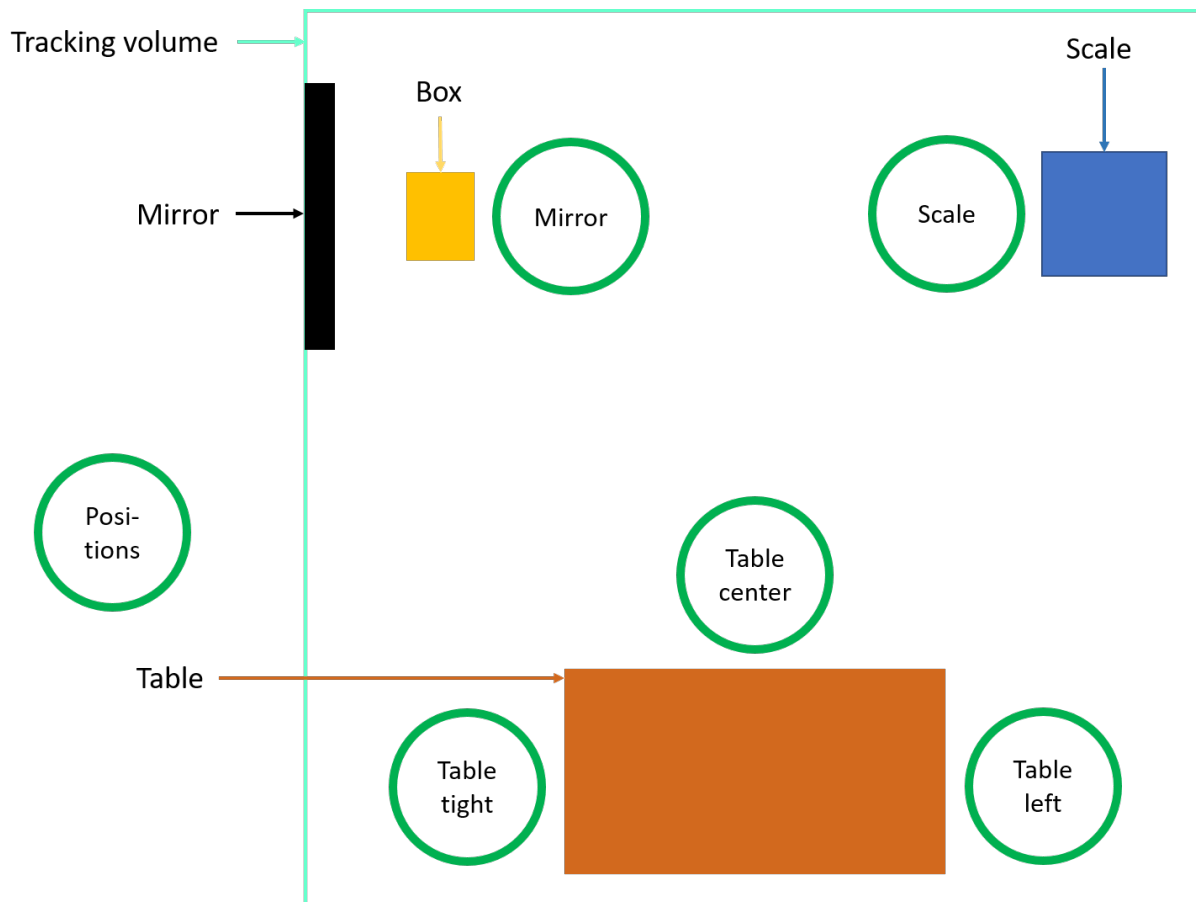 Tracking volume
Scale
Box
Mirror
Mirror
Scale
Posi-
tions
Table
center
Table
Table
tight
Table
left